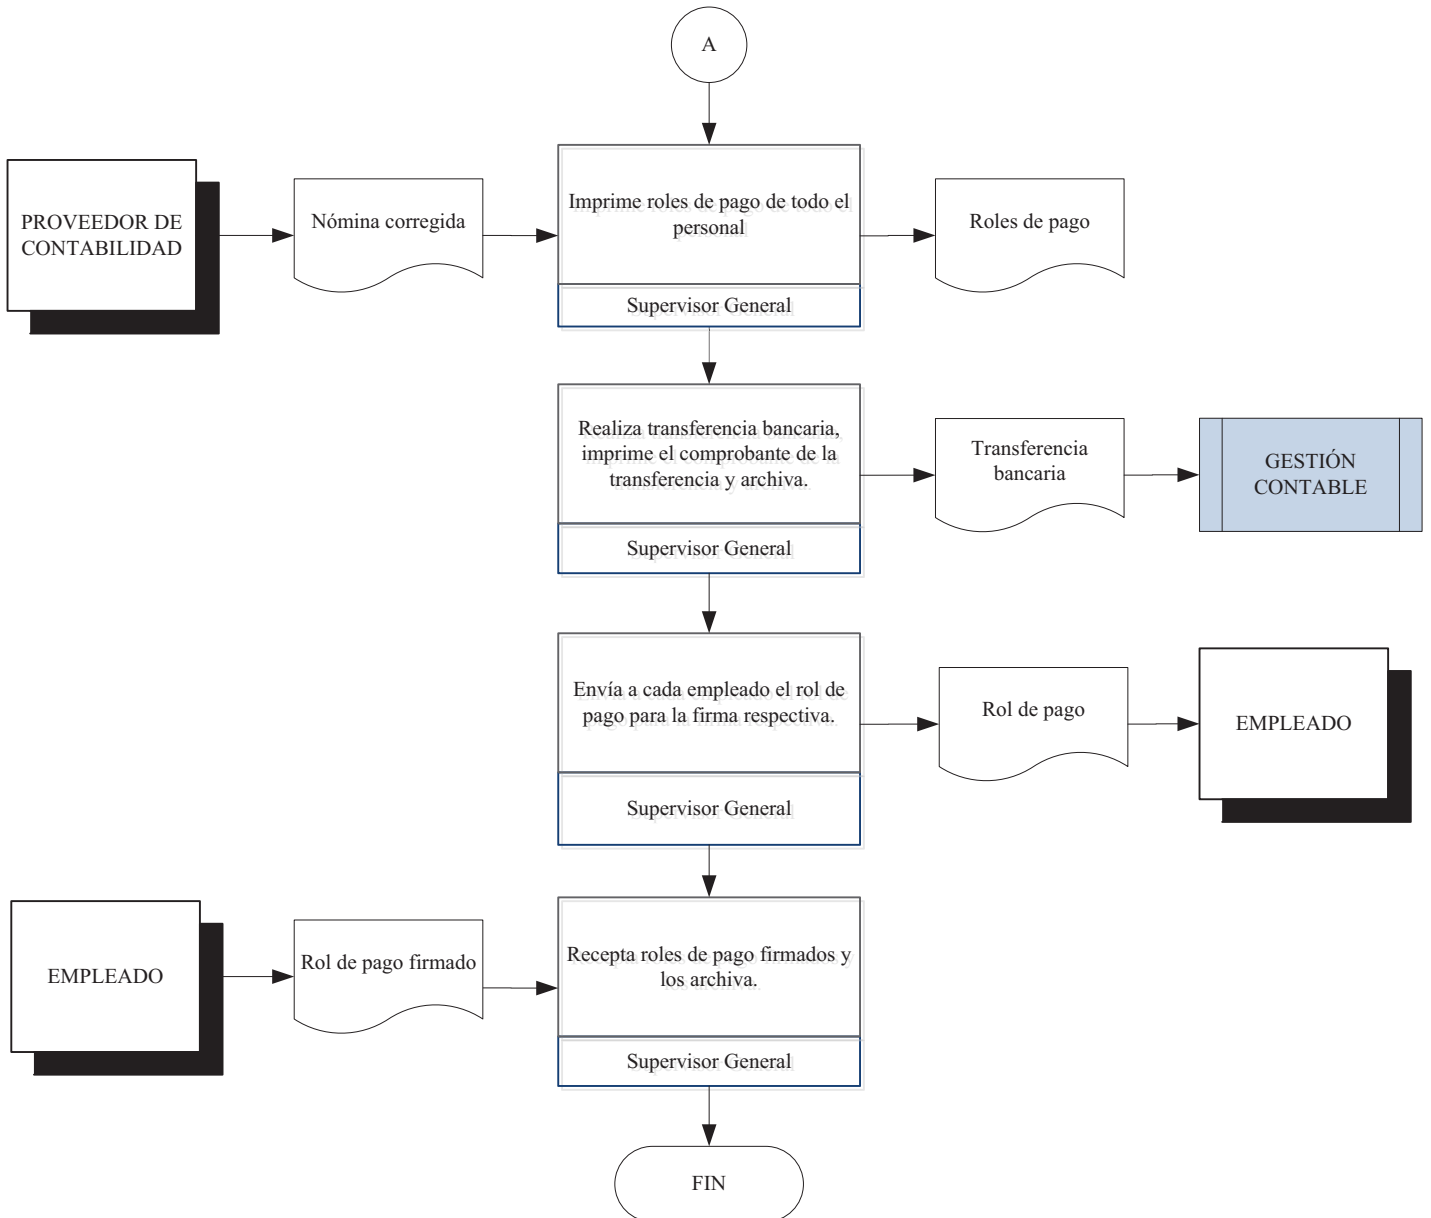 A
PROVEEDOR DE
CONTABILIDAD
Nómina corregida
Imprime roles de pago de todo el
personal
Supervisor General
Roles de pago
Realiza transferencia bancaria,
imprime el comprobante de la
transferencia y archiva.
Supervisor General
Transferencia
bancaria
GESTIÓN
CONTABLE
Envía a cada empleado el rol de
pago para la firma respectiva.
Supervisor General
Rol de pago
EMPLEADO
EMPLEADO
Rol de pago firmado
Recepta roles de pago firmados y
los archiva.
Supervisor General
FIN